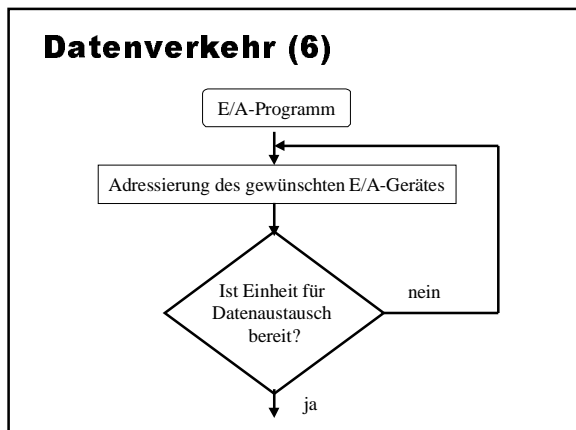 Datenverkehr (6)
E/A-Programm
Adressierung des gewünschten E/A-Gerätes
Ist Einheit für
Datenaustausch
bereit?
nein
ja